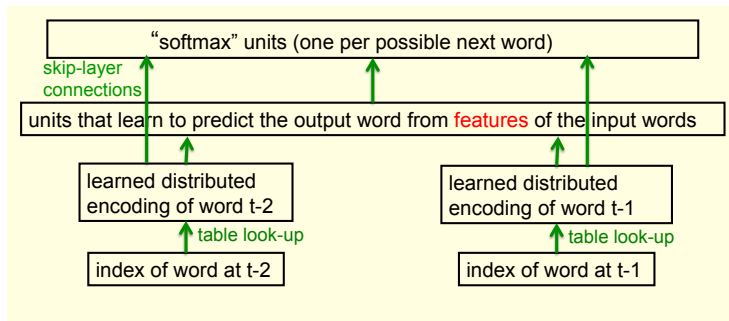 “softmax” units (one per possible next word)
skip-layer
connections
units that learn to predict the output word from features of the input words
learned distributed
encoding of word t-2
learned distributed
encoding of word t-1
table look-up
table look-up
index of word at t-2
index of word at t-1